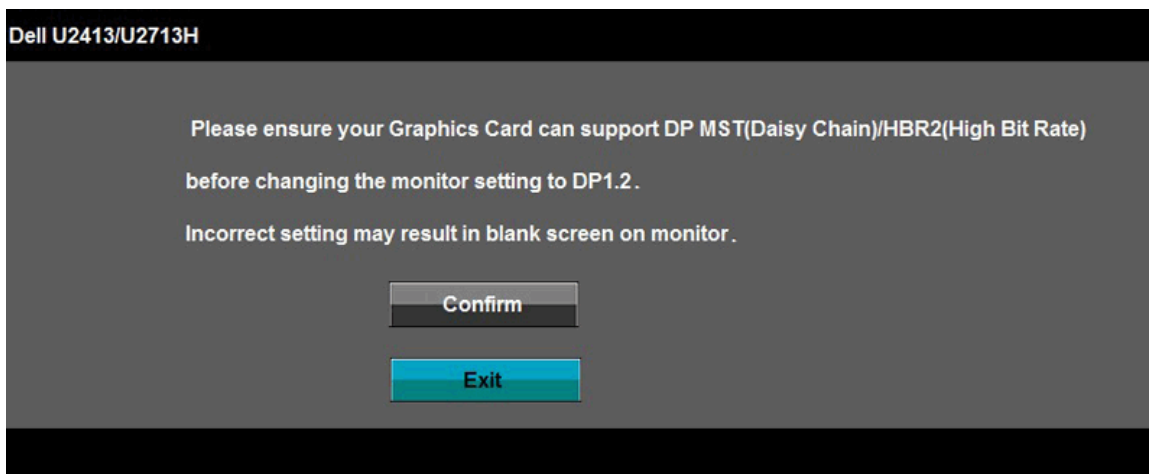 Dell U2413/U2713H
Please ensure your Graphics Card can support DP MST(Daisy Chain)/HBR2(High Bit Rate)
before changing the monitor setting to DP1.2.
Incorrect setting may result in blank screen on monitor.
Confirm
Exit